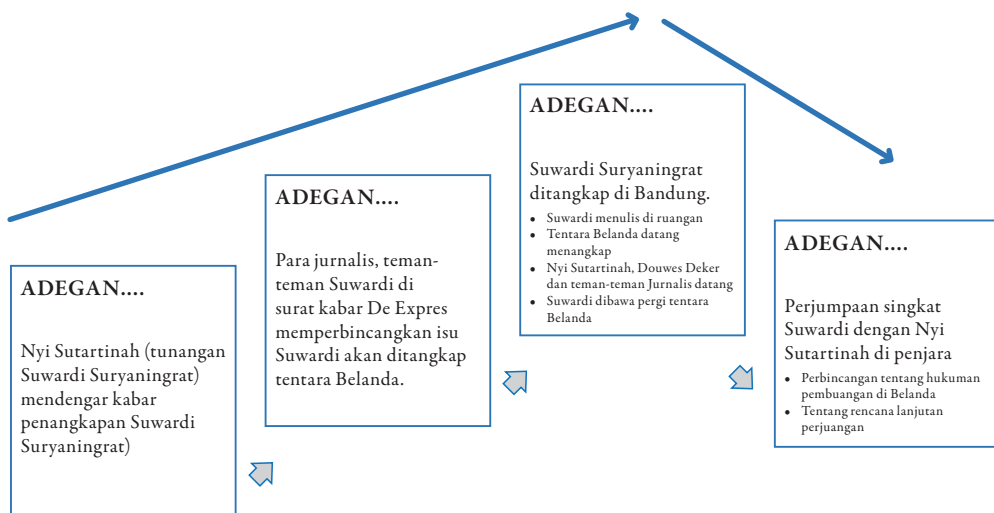 ADEGAN....
Nyi Sutartinah (tunangan
Suwardi Suryaningrat)
mendengar kabar
penangkapan Suwardi
Suryaningrat)
ADEGAN....
Para jurnalis, teman-
teman Suwardi di
surat kabar De Expres
memperbincangkan isu
Suwardi akan ditangkap
tentara Belanda.
ADEGAN....
Suwardi Suryaningrat
ditangkap di Bandung.
• Suwardi menulis di ruangan
• Tentara Belanda datang
menangkap
• Nyi Sutartinah, Douwes Deker
dan teman-teman Jurnalis datang
• Suwardi dibawa pergi tentara
Belanda
ADEGAN....
Perjumpaan singkat
Suwardi dengan Nyi
Sutartinah di penjara
• Perbincangan tentang hukuman
pembuangan di Belanda
• Tentang rencana lanjutan
perjuangan